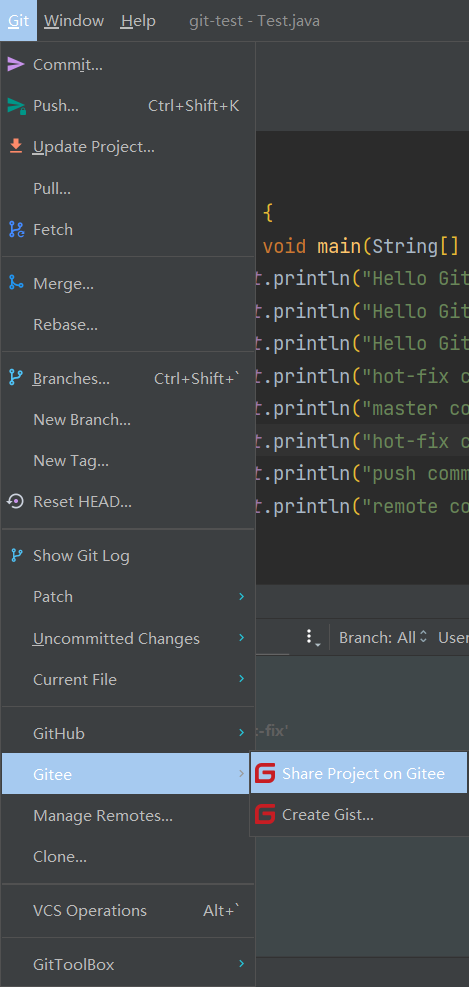 Git Window Help git-test - Test.java
Commit...
Push... Ctrl+Shift+K
Update Project...
Pull...
{
Fetch
void main(String[]
.println("Hello Git
Merge...
.println("Hello Git
Rebase...
.println("Hello Git
Branches... Ctrl+Shift+`
.println("hot-fix c
.println("master co
New Branch...
.println("hot-fix c
New Tag...
.println("push comm
Reset HEAD...
.println("remote co
Show Git Log
Patch
Uncommitted Changes
Branch: All
User
Current File
GitHub
t-fix'
Gitee
Share Project on Gitee
Manage Remotes...
Create Gist...
Clone...
VCS Operations Alt+`
GitToolBox